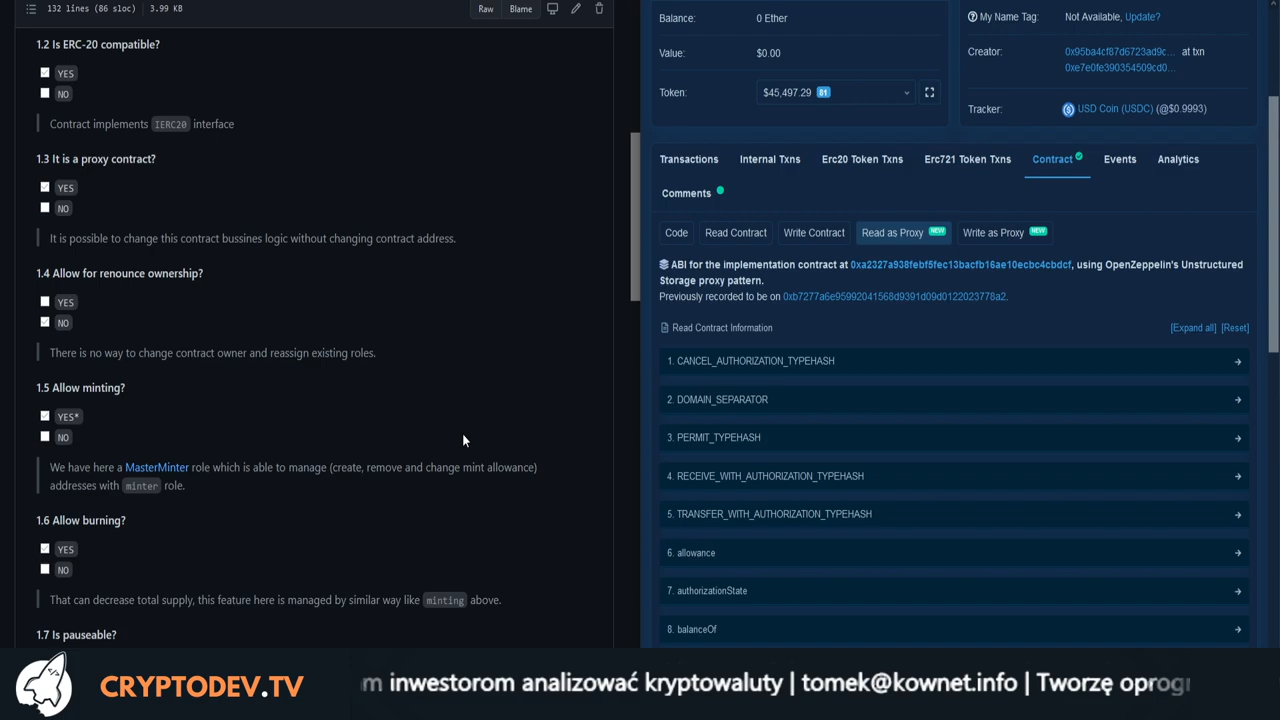 132 lines (86 sloc) | 3.99 KB
Raw Blame
1.2 Is ERC-20 compatible?
YES
NO
Contract implements IERC20 interface
1.3 It is a proxy contract?
YES
NO
It is possible to change this contract bussines logic without changing contract address.
1.4 Allow for renounce ownership?
YES
NO
There is no way to change contract owner and reassign existing roles.
1.5 Allow minting?
YES*
NO
We have here a MasterMinter role which is able to manage (create, remove and change mint allowance)
addresses with minter role.
1.6 Allow burning?
YES
NO
That can decrease total supply, this feature here is managed by similar way like minting above.
1.7 Is pauseable?
Balance: 0 Ether
Value: $0.00
Token: $45,497.29 81
My Name Tag: Not Available, Update?
Creator: 0x95ba4cf87d6723ad9c... at txn
0xe7e0fe390354509cd0...
Tracker: USD Coin (USDC) (@$0.9993)
Transactions Internal Txns Erc20 Token Txns Erc721 Token Txns Contract Events Analytics
Comments
Code Read Contract Write Contract Read as Proxy NEW Write as Proxy NEW
ABI for the implementation contract at 0xa2327a938febf5fec13bacfb16ae10ecbc4cbdcf, using OpenZeppelin's Unstructured
Storage proxy pattern.
Previously recorded to be on 0xb7277a6e95992041568d9391d09d0122023778a2.
Read Contract Information [Expand all] [Reset]
1. CANCEL_AUTHORIZATION_TYPEHASH
2. DOMAIN_SEPARATOR
3. PERMIT_TYPEHASH
4. RECEIVE_WITH_AUTHORIZATION_TYPEHASH
5. TRANSFER_WITH_AUTHORIZATION_TYPEHASH
6. allowance
7. authorizationState
8. balanceOf
CRYPTODEV.TV
m inwestorom analizować kryptowaluty | tomek@kownet.info | Tworzę oprogr